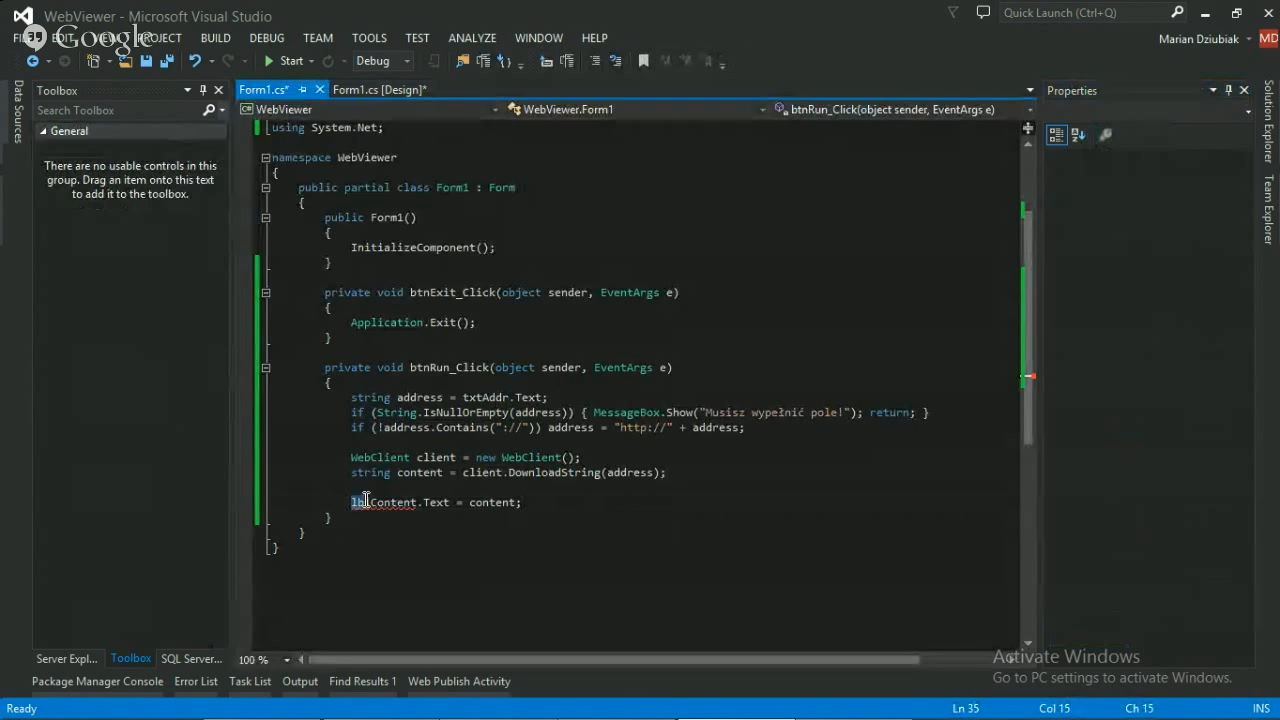 WebViewer - Microsoft Visual Studio
Quick Launch (Ctrl+Q)
Google
PROJECT BUILD DEBUG TEAM TOOLS TEST ANALYZE WINDOW HELP
Marian Dziubiak MD
Start Debug
Toolbox
Form1.cs* Form1.cs [Design]*
Properties
Search Toolbox
WebViewer WebViewer.Form1 btnRun_Click(object sender, EventArgs e)
General
There are no usable controls in this
group. Drag an item onto this text
to add it to the toolbox.
Data Sources
Solution Explorer
Team Explorer
using System.Net;
namespace WebViewer
{
public partial class Form1 : Form
{
public Form1()
{
InitializeComponent();
}
private void btnExit_Click(object sender, EventArgs e)
{
Application.Exit();
}
private void btnRun_Click(object sender, EventArgs e)
{
string address = txtAddr.Text;
if (String.IsNullOrEmpty(address)) { MessageBox.Show("Musisz wypełnić pole!"); return; }
if (!address.Contains("://")) address = "http://" + address;
WebClient client = new WebClient();
string content = client.DownloadString(address);
lblContent.Text = content;
}
}
}
Server Expl... Toolbox SQL Server...
100 %
Activate Windows
Go to PC settings to activate Windows.
Package Manager Console Error List Task List Output Find Results 1 Web Publish Activity
Ready Ln 35 Col 15 Ch 15 INS